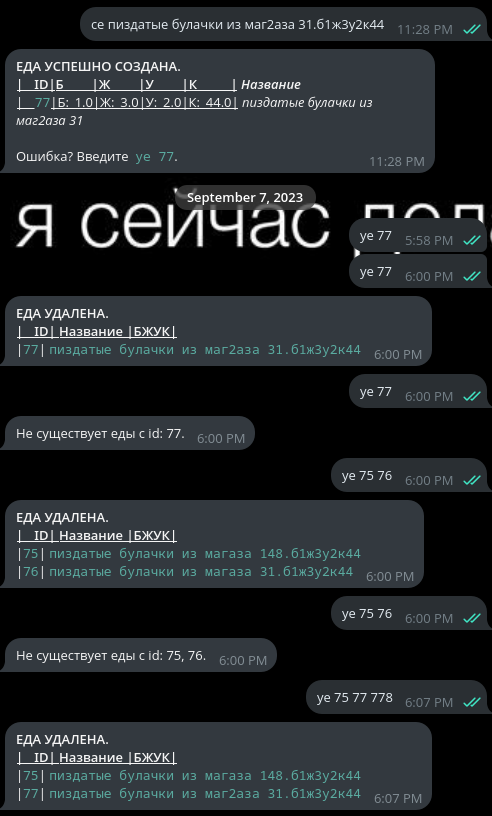 се пиздатые булачки из маг2аза 31.б1ж3у2к44 11:28 PM
ЕДА УСПЕШНО СОЗДАНА.
| ID|Б |Ж |У |К | Название
| 77|Б: 1.0|Ж: 3.0|У: 2.0|К: 44.0| пиздатые булачки из
маг2аза 31
Ошибка? Введите уе 77.
11:28 PM
September 7, 2023
я сейчас
уе 77 5:58 PM
уе 77 6:00 PM
ЕДА УДАЛЕНА.
| ID| Название |БЖУК|
|77| пиздатые булачки из маг2аза 31.б1ж3у2к44 6:00 PM
уе 77 6:00 PM
Не существует еды с id: 77. 6:00 PM
уе 75 76 6:00 PM
ЕДА УДАЛЕНА.
| ID| Название |БЖУК|
|75| пиздатые булачки из магаза 148.б1ж3у2к44
|76| пиздатые булачки из магаза 31.б1ж3у2к44 6:00 PM
уе 75 76 6:00 PM
Не существует еды с id: 75, 76. 6:00 PM
уе 75 77 778 6:07 PM
ЕДА УДАЛЕНА.
| ID| Название |БЖУК|
|75| пиздатые булачки из магаза 148.б1ж3у2к44
|77| пиздатые булачки из маг2аза 31.б1ж3у2к44 6:07 PM